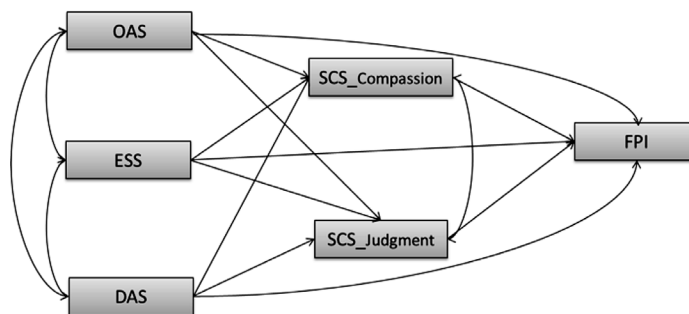 OAS
SCS_Compassion
ESS
FPI
SCS_Judgment
DAS